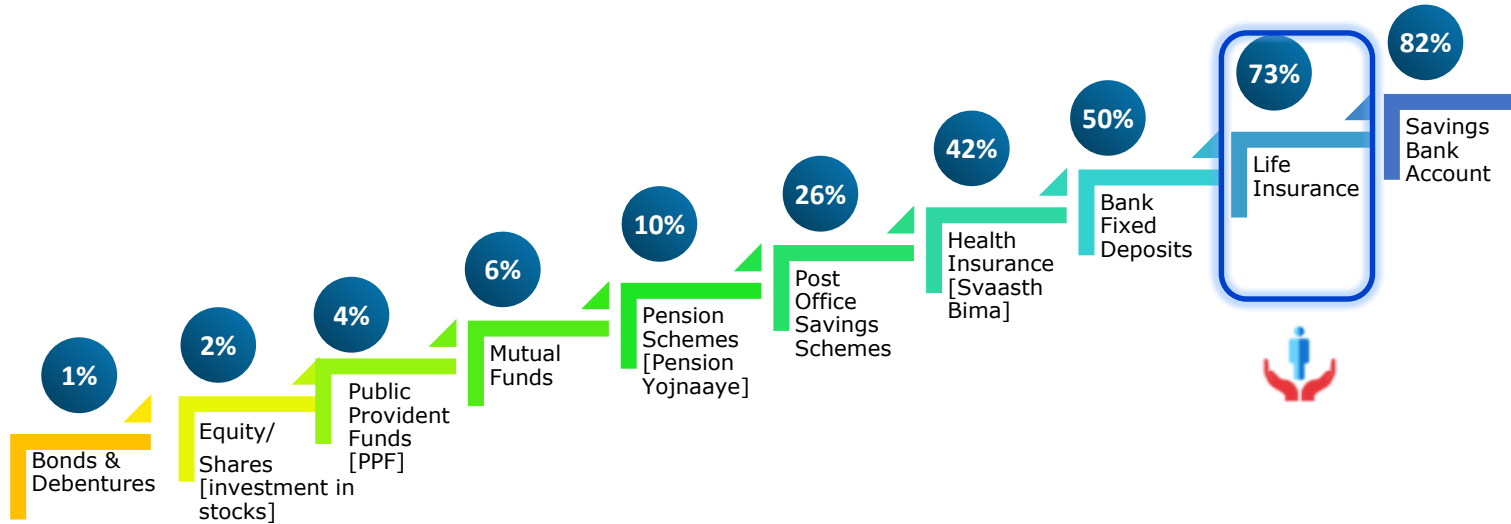 1%
Bonds &
Debentures
2%
Equity/
Shares
[investment in
stocks]
4%
Public
Provident
Funds
[PPF]
6%
Mutual
Funds
10%
Pension
Schemes
[Pension
Yojnaaye]
26%
Post
Office
Savings
Schemes
42%
Health
Insurance
[Svaasth
Bima]
50%
Bank
Fixed
Deposits
73%
Life
Insurance
82%
Savings
Bank
Account